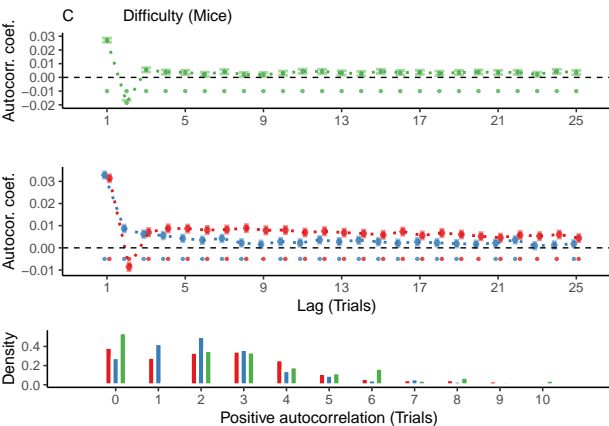 C Difficulty (Mice)
Autocorr. coef.
0.03
0.02
0.01
0.00
−0.01
−0.02
1 5 9 13 17 21 25
Autocor. coef.
0.03
0.02
0.01
0.00
−0.01
1 5 9 13 17 21 25
Lag (Trials)
Density
0.4
0.2
0.0
0 1 2 3 4 5 6 7 8 9 10
Positive autocorrelation (Trials)